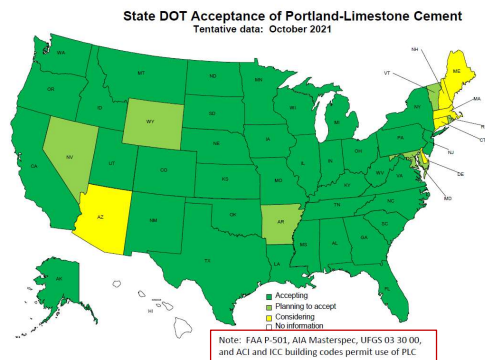 State DOT Acceptance of Portland-Limestone Cement
Tentative data: October 2021
WA
MT
ND
MN
OR
ID
WY
SD
WI
MI
NY
VT
NH
ME
MA
R
CT
NJ
DE
MD
PA
NV
UT
CO
NE
IA
IL
IN
OH
WV
VA
CA
KS
MO
KY
NC
TN
SC
AZ
NM
OK
AR
MS
AL
GA
TX
LA
FL
AK
HI
Accepting
Planning to accept
Considering
No information
Note: FAA P-501, AIA Masterspec, UFGS 03 30 00,
and ACI and ICC building codes permit use of PLC